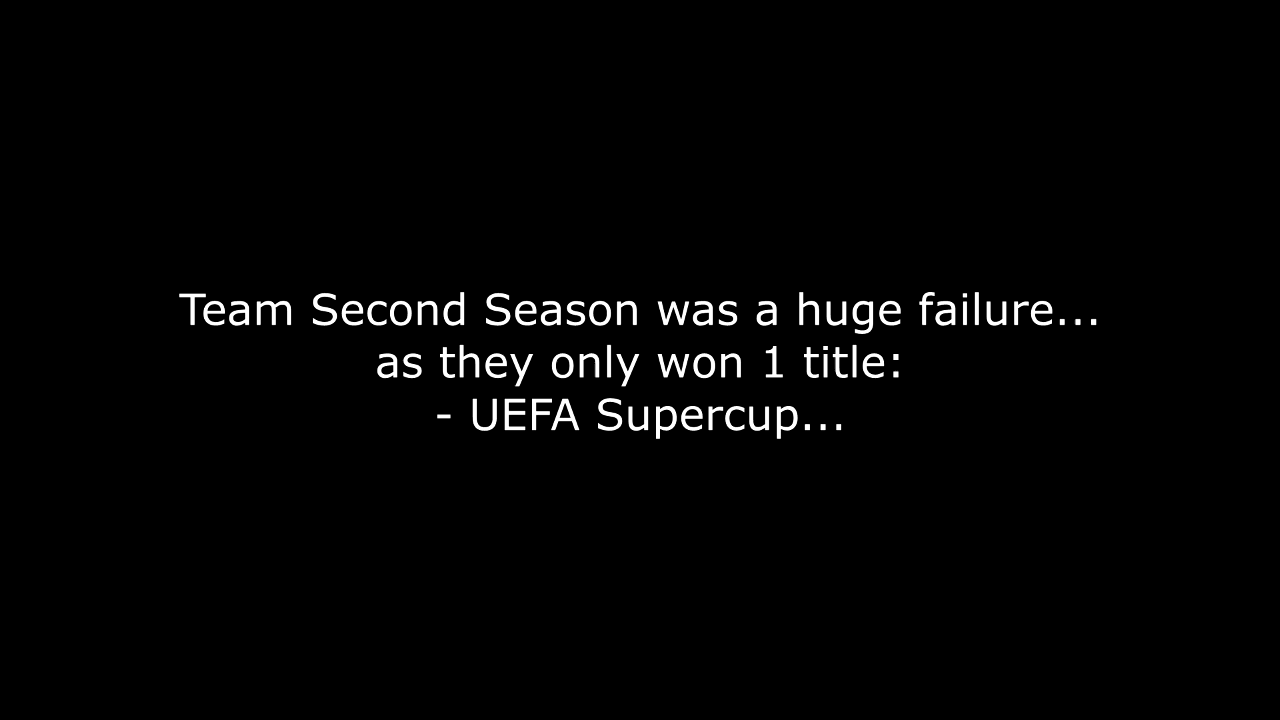 Team Second Season was a huge failure...
as they only won 1 title:
- UEFA Supercup...